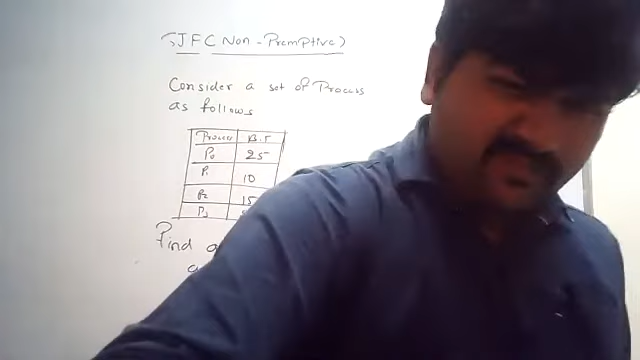 SJFC Non-Premptive)
Consider a set of Process
as follows
Process B.T
P0 25
P1 10
P2 15
P3
Find